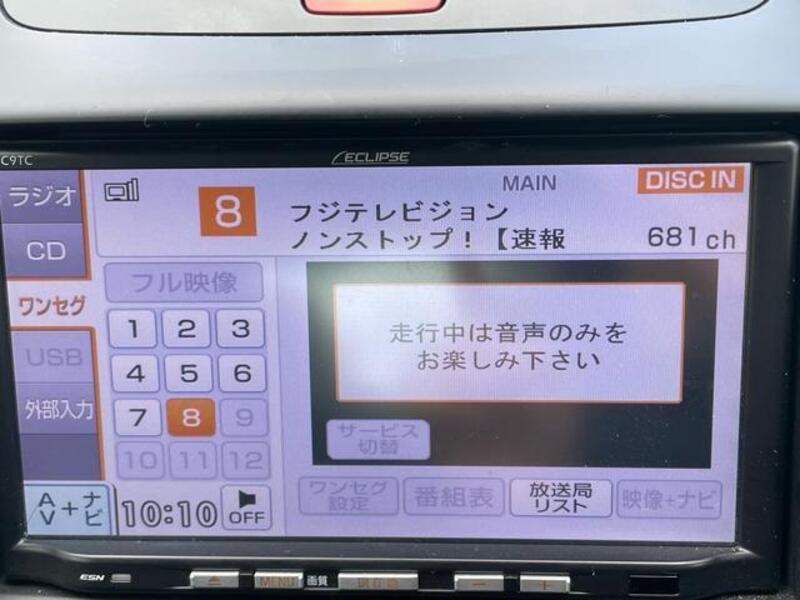 C9TC
ECLIPSE
ラジオ
CD
ワンセグ
USB
外部入力
AV+ナビ
8
MAIN
DISC IN
フジテレビジョン
ノンストップ！【速報
681ch
フル映像
1 2 3
4 5 6
7 8 9
10 11 12
10:10
OFF
走行中は音声のみを
お楽しみ下さい
サービス
切替
ワンセグ
設定
番組表
放送局
リスト
映像+ナビ
ESN
MENU
画質
現在地
− +